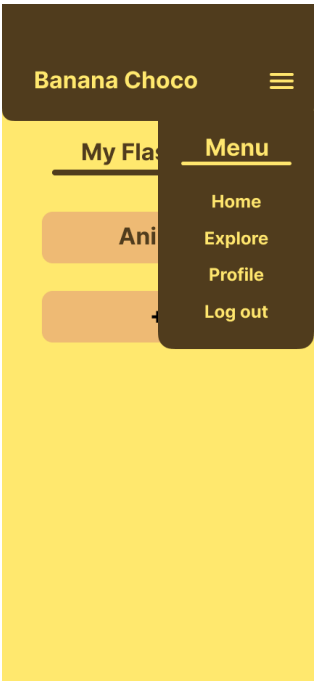 Banana Choco
My Flas
Menu
Home
Ani
Explore
Profile
Log out